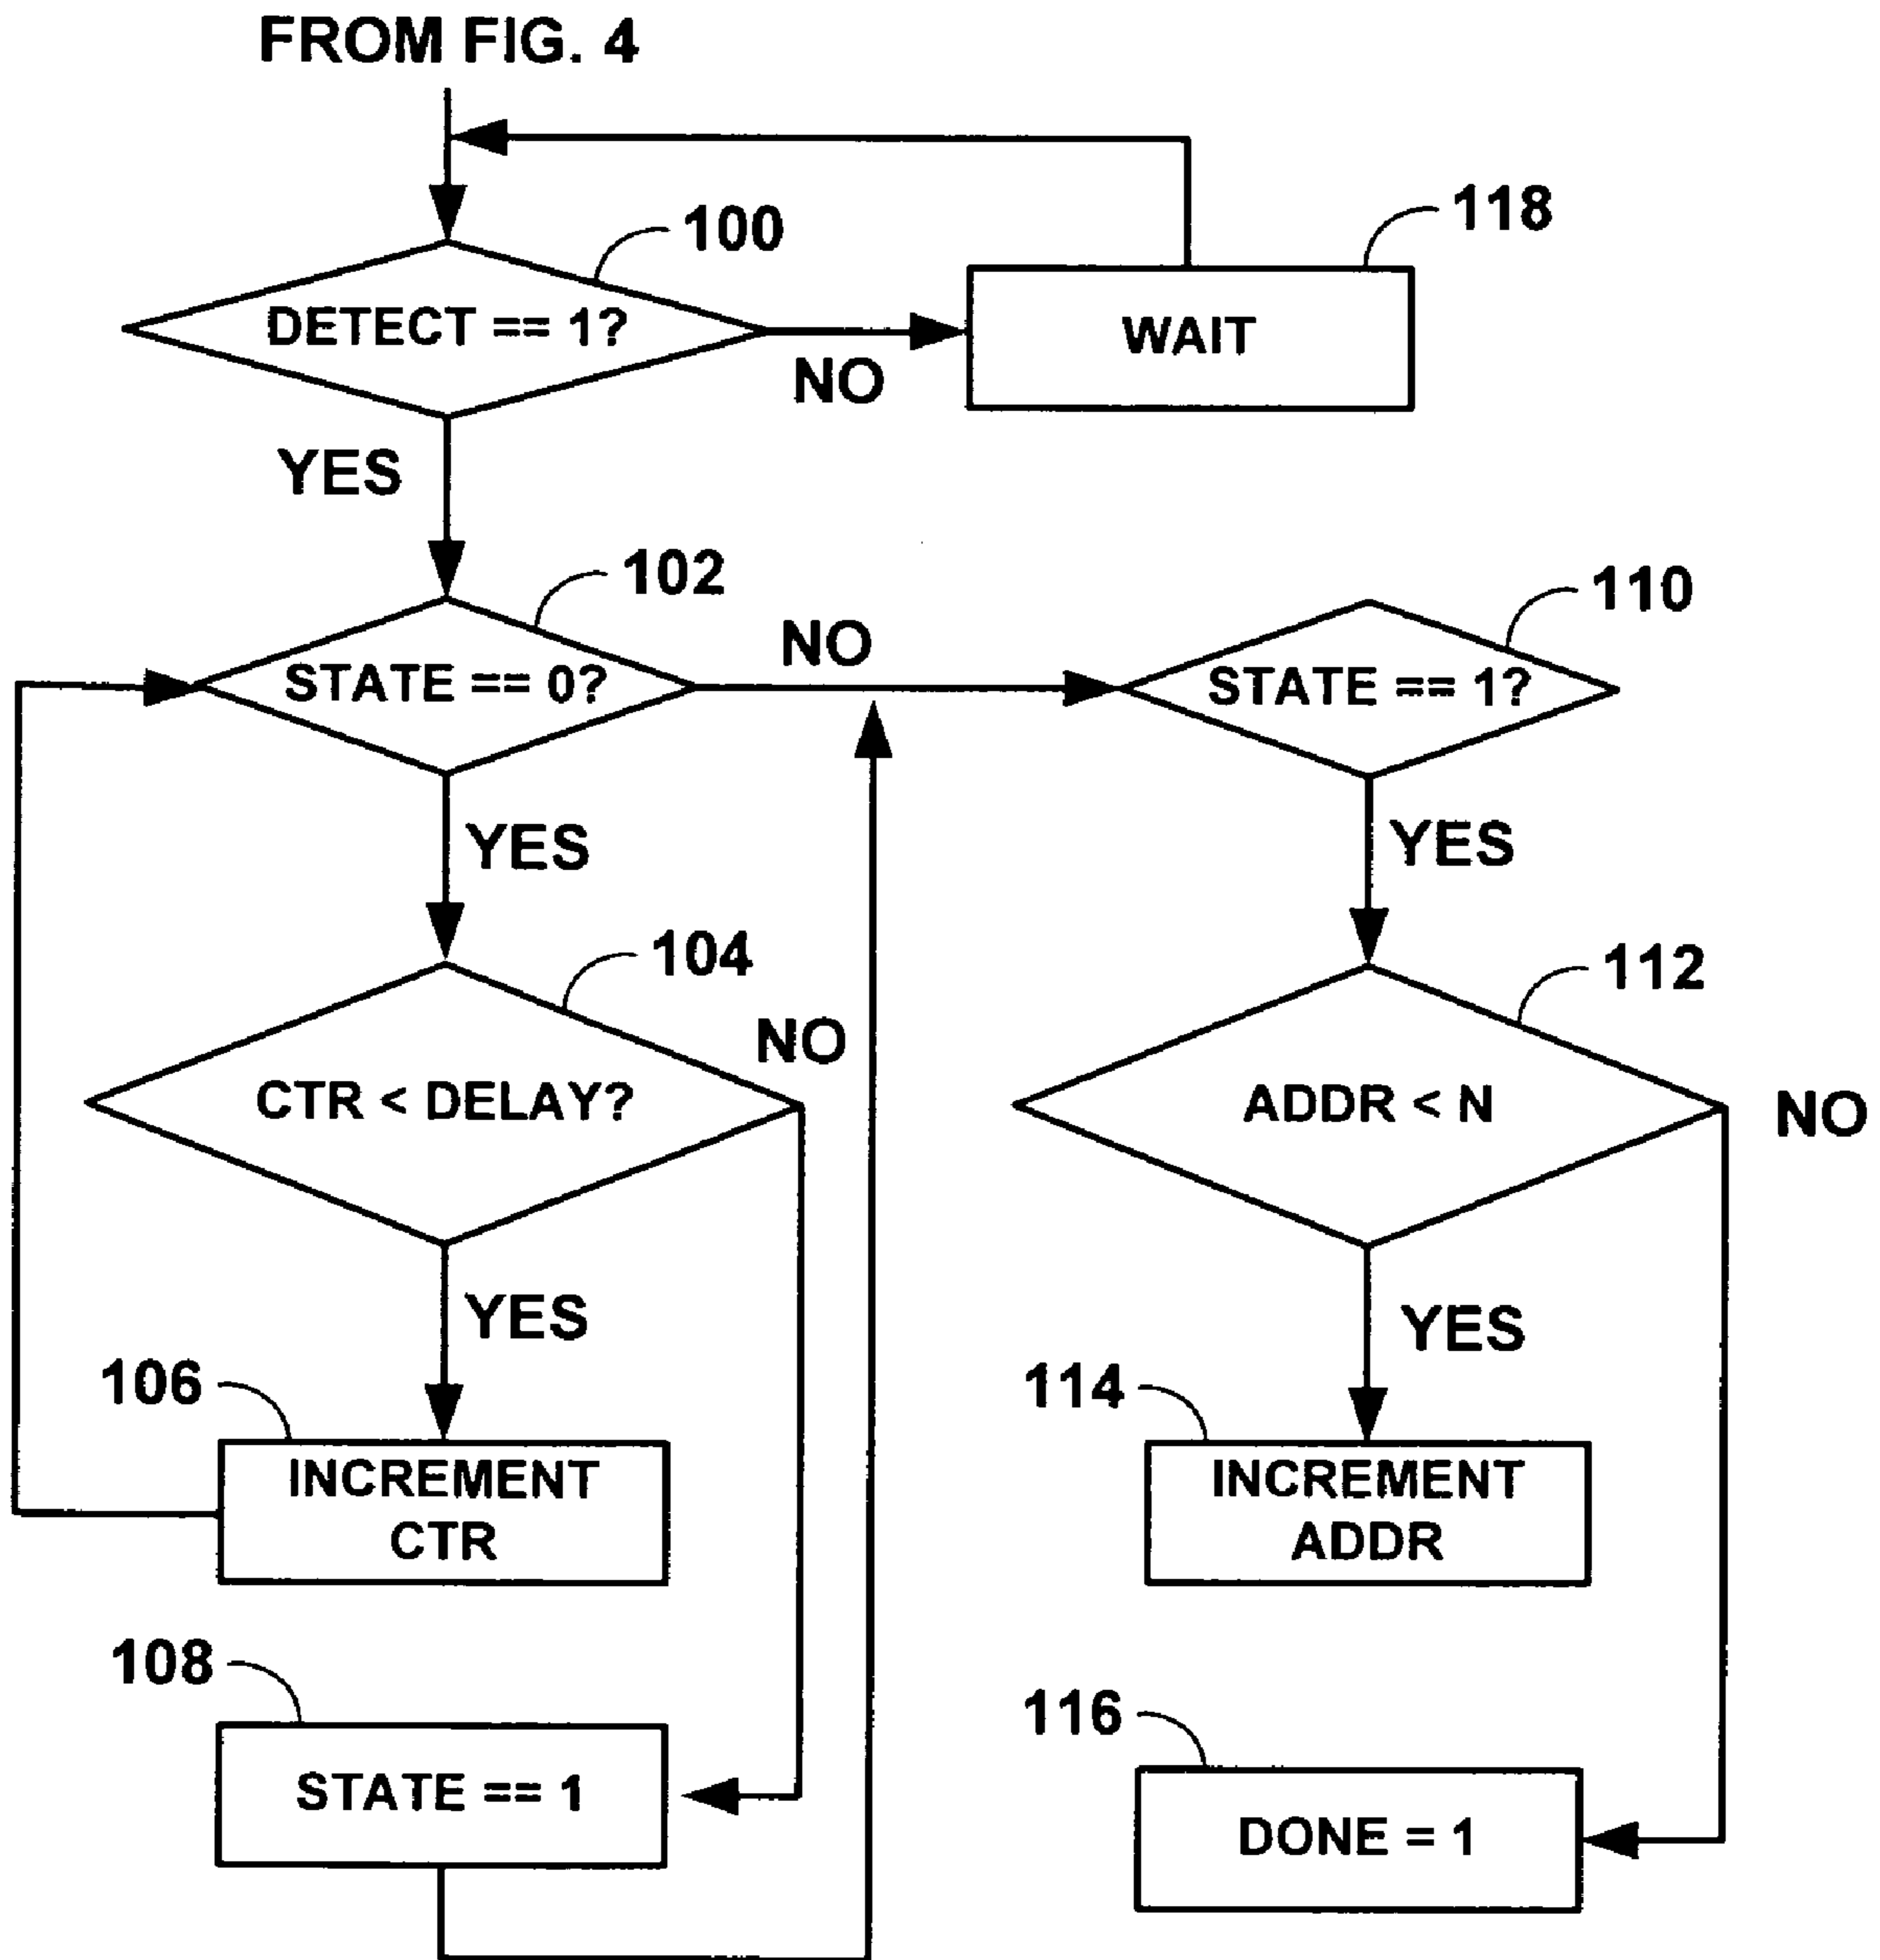 FROM FIG. 4
100
118
DETECT == 1?
WAIT
NO
YES
102
110
STATE == 0?
NO
STATE == 1?
YES
YES
104
112
NO
CTR < DELAY?
ADDR < N
NO
YES
YES
106
114
INCREMENT
CTR
INCREMENT
ADDR
108
116
STATE == 1
DONE = 1